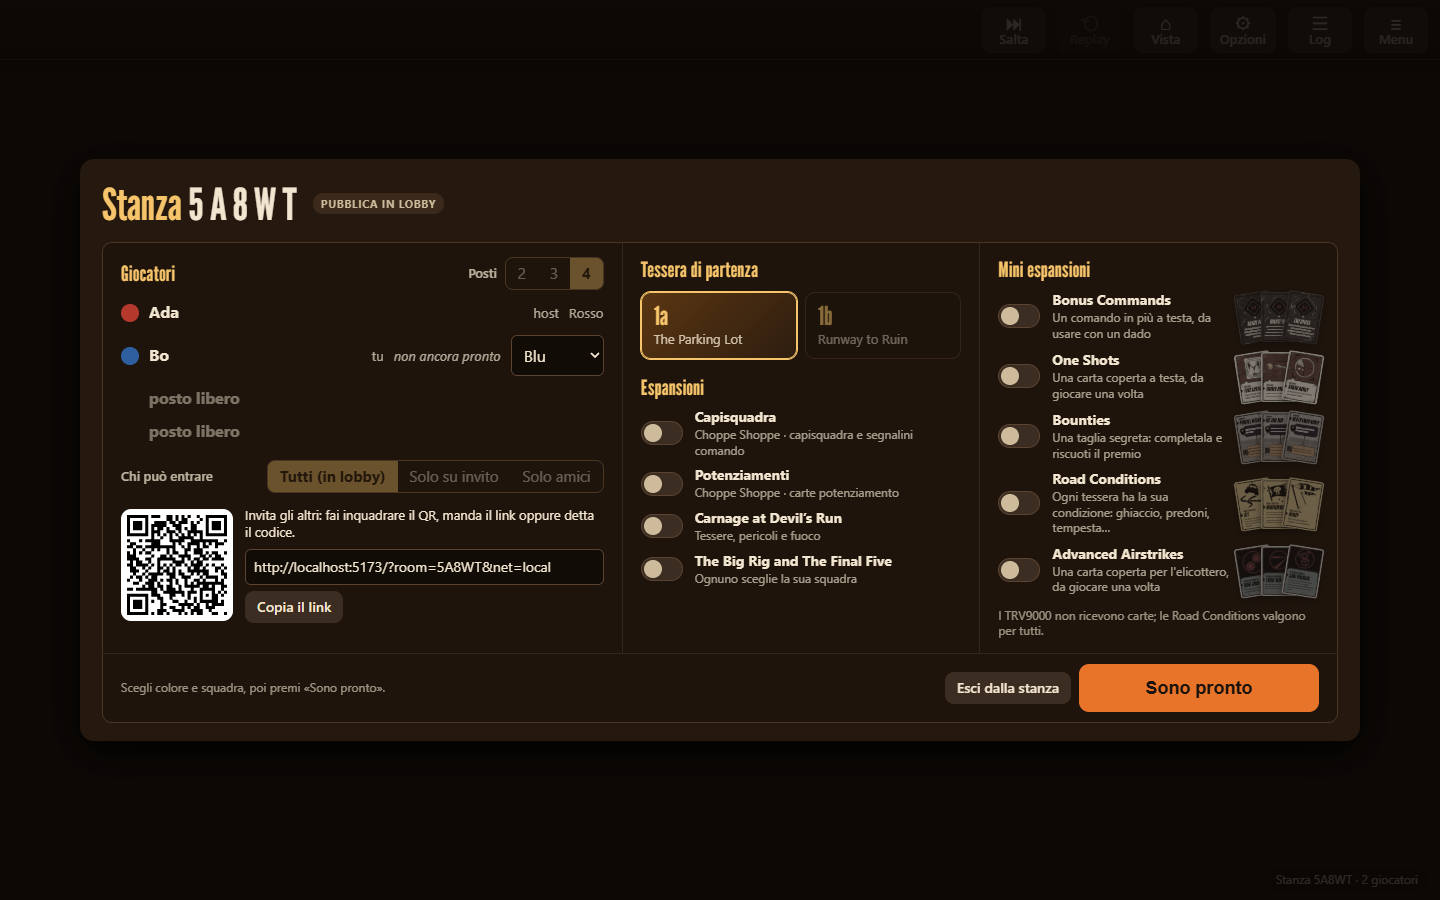 Salta
Replay
Vista
Opzioni
Log
Menu
Stanza 5A8WT
PUBBLICA IN LOBBY
Giocatori
Posti 2 3 4
Ada
host Rosso
Bo
tu non ancora pronto Blu
posto libero
posto libero
Chi può entrare
Tutti (in lobby) Solo su invito Solo amici
Invita gli altri: fai inquadrare il QR, manda il link oppure detta
il codice.
http://localhost:5173/?room=5A8WT&net=local
Copia il link
Tessera di partenza
1a
The Parking Lot
1b
Runway to Ruin
Espansioni
Capisquadra
Choppe Shoppe · capisquadra e segnalini
comando
Potenziamenti
Choppe Shoppe · carte potenziamento
Carnage at Devil's Run
Tessere, pericoli e fuoco
The Big Rig and The Final Five
Ognuno sceglie la sua squadra
Mini espansioni
Bonus Commands
Un comando in più a testa, da
usare con un dado
One Shots
Una carta coperta a testa, da
giocare una volta
Bounties
Una taglia segreta: completala e
riscuoti il premio
Road Conditions
Ogni tessera ha la sua
condizione: ghiaccio, predoni,
tempesta...
Advanced Airstrikes
Una carta coperta per l'elicottero,
da giocare una volta
I TRV9000 non ricevono carte; le Road Conditions valgono
per tutti.
Scegli colore e squadra, poi premi «Sono pronto».
Esci dalla stanza
Sono pronto
Stanza 5A8WT · 2 giocatori